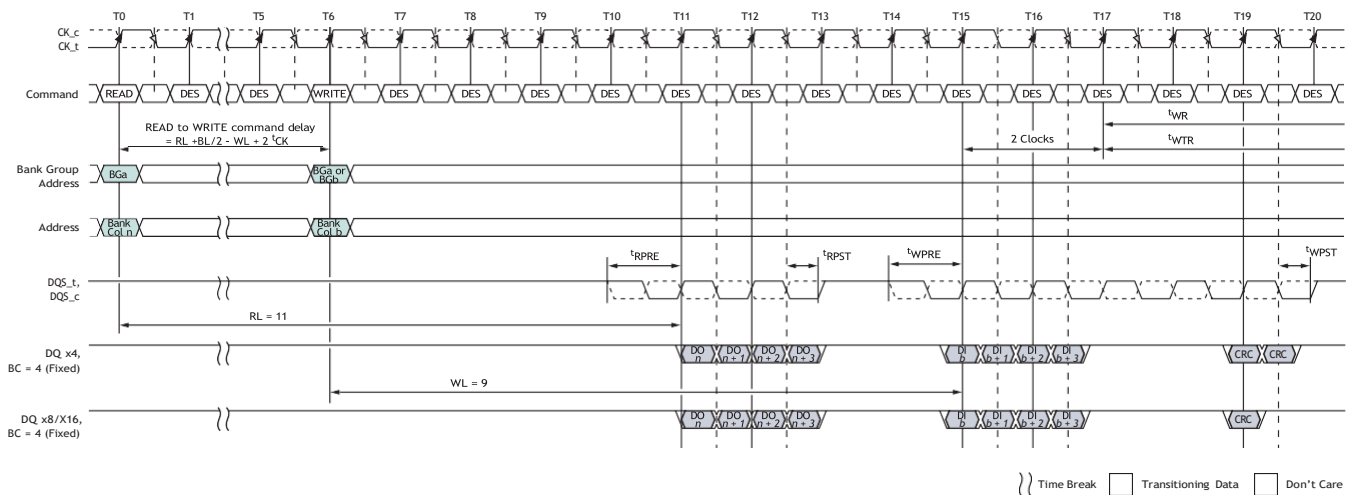 T0 T1 T5 T6 T7 T8 T9 T10 T11 T12 T13 T14 T15 T16 T17 T18 T19 T20
CK_c
CK_t
Command READ DES DES WRITE DES DES DES DES DES DES DES DES DES DES DES DES DES DES
tWR
READ to WRITE command delay
= RL +BL/2 - WL + 2 tCK
2 Clocks
tWTR
Bank Group
Address
BGa
BGa or
BGb
Address
Bank
Col n
Bank
Col b
tRPRE tRPST tWPRE tWPST
DQS_t,
DQS_c
RL = 11
DQ x4,
BC = 4 (Fixed)
DO
n
DO
n + 1
DO
n + 2
DO
n + 3
DI
b
DI
b + 1
DI
b + 2
DI
b + 3
CRC CRC
WL = 9
DQ x8/X16,
BC = 4 (Fixed)
DO
n
DO
n + 1
DO
n + 2
DO
n + 3
DI
b
DI
b + 1
DI
b + 2
DI
b + 3
CRC
Time Break Transitioning Data Don't Care